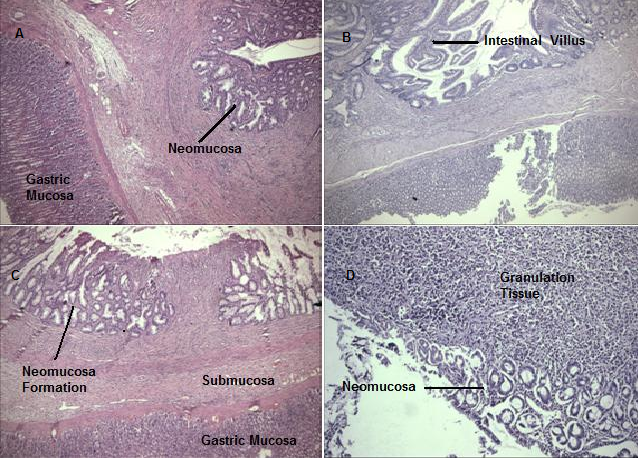 A
Neomucosa
Gastric
Mucosa
B
Intestinal Villus
C
Neomucosa
Formation
Submucosa
Gastric Mucosa
D
Granulation
Tissue
Neomucosa